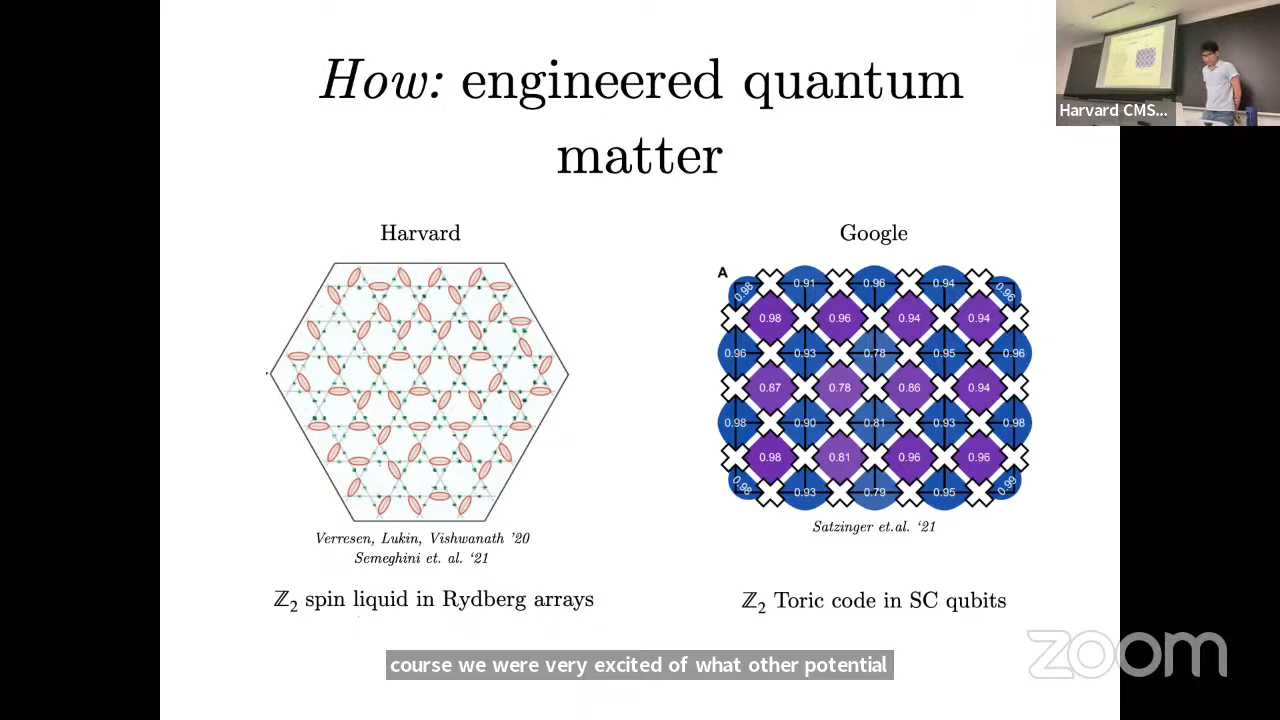 How: engineered quantum
matter
Harvard CMS...
Harvard
Google
A
0.98 0.91 0.96 0.94 0.96
0.98 0.96 0.94 0.94
0.96 0.93 0.78 0.95 0.96
0.87 0.78 0.86 0.94
0.98 0.90 0.81 0.93 0.98
0.98 0.81 0.96 0.96
0.98 0.93 0.79 0.95 0.99
Verresen, Lukin, Vishwanath '20
Semeghini et. al. ‘21
Satzinger et.al. ‘21
ℤ₂ spin liquid in Rydberg arrays
ℤ₂ Toric code in SC qubits
course we were very excited of what other potential
zoom